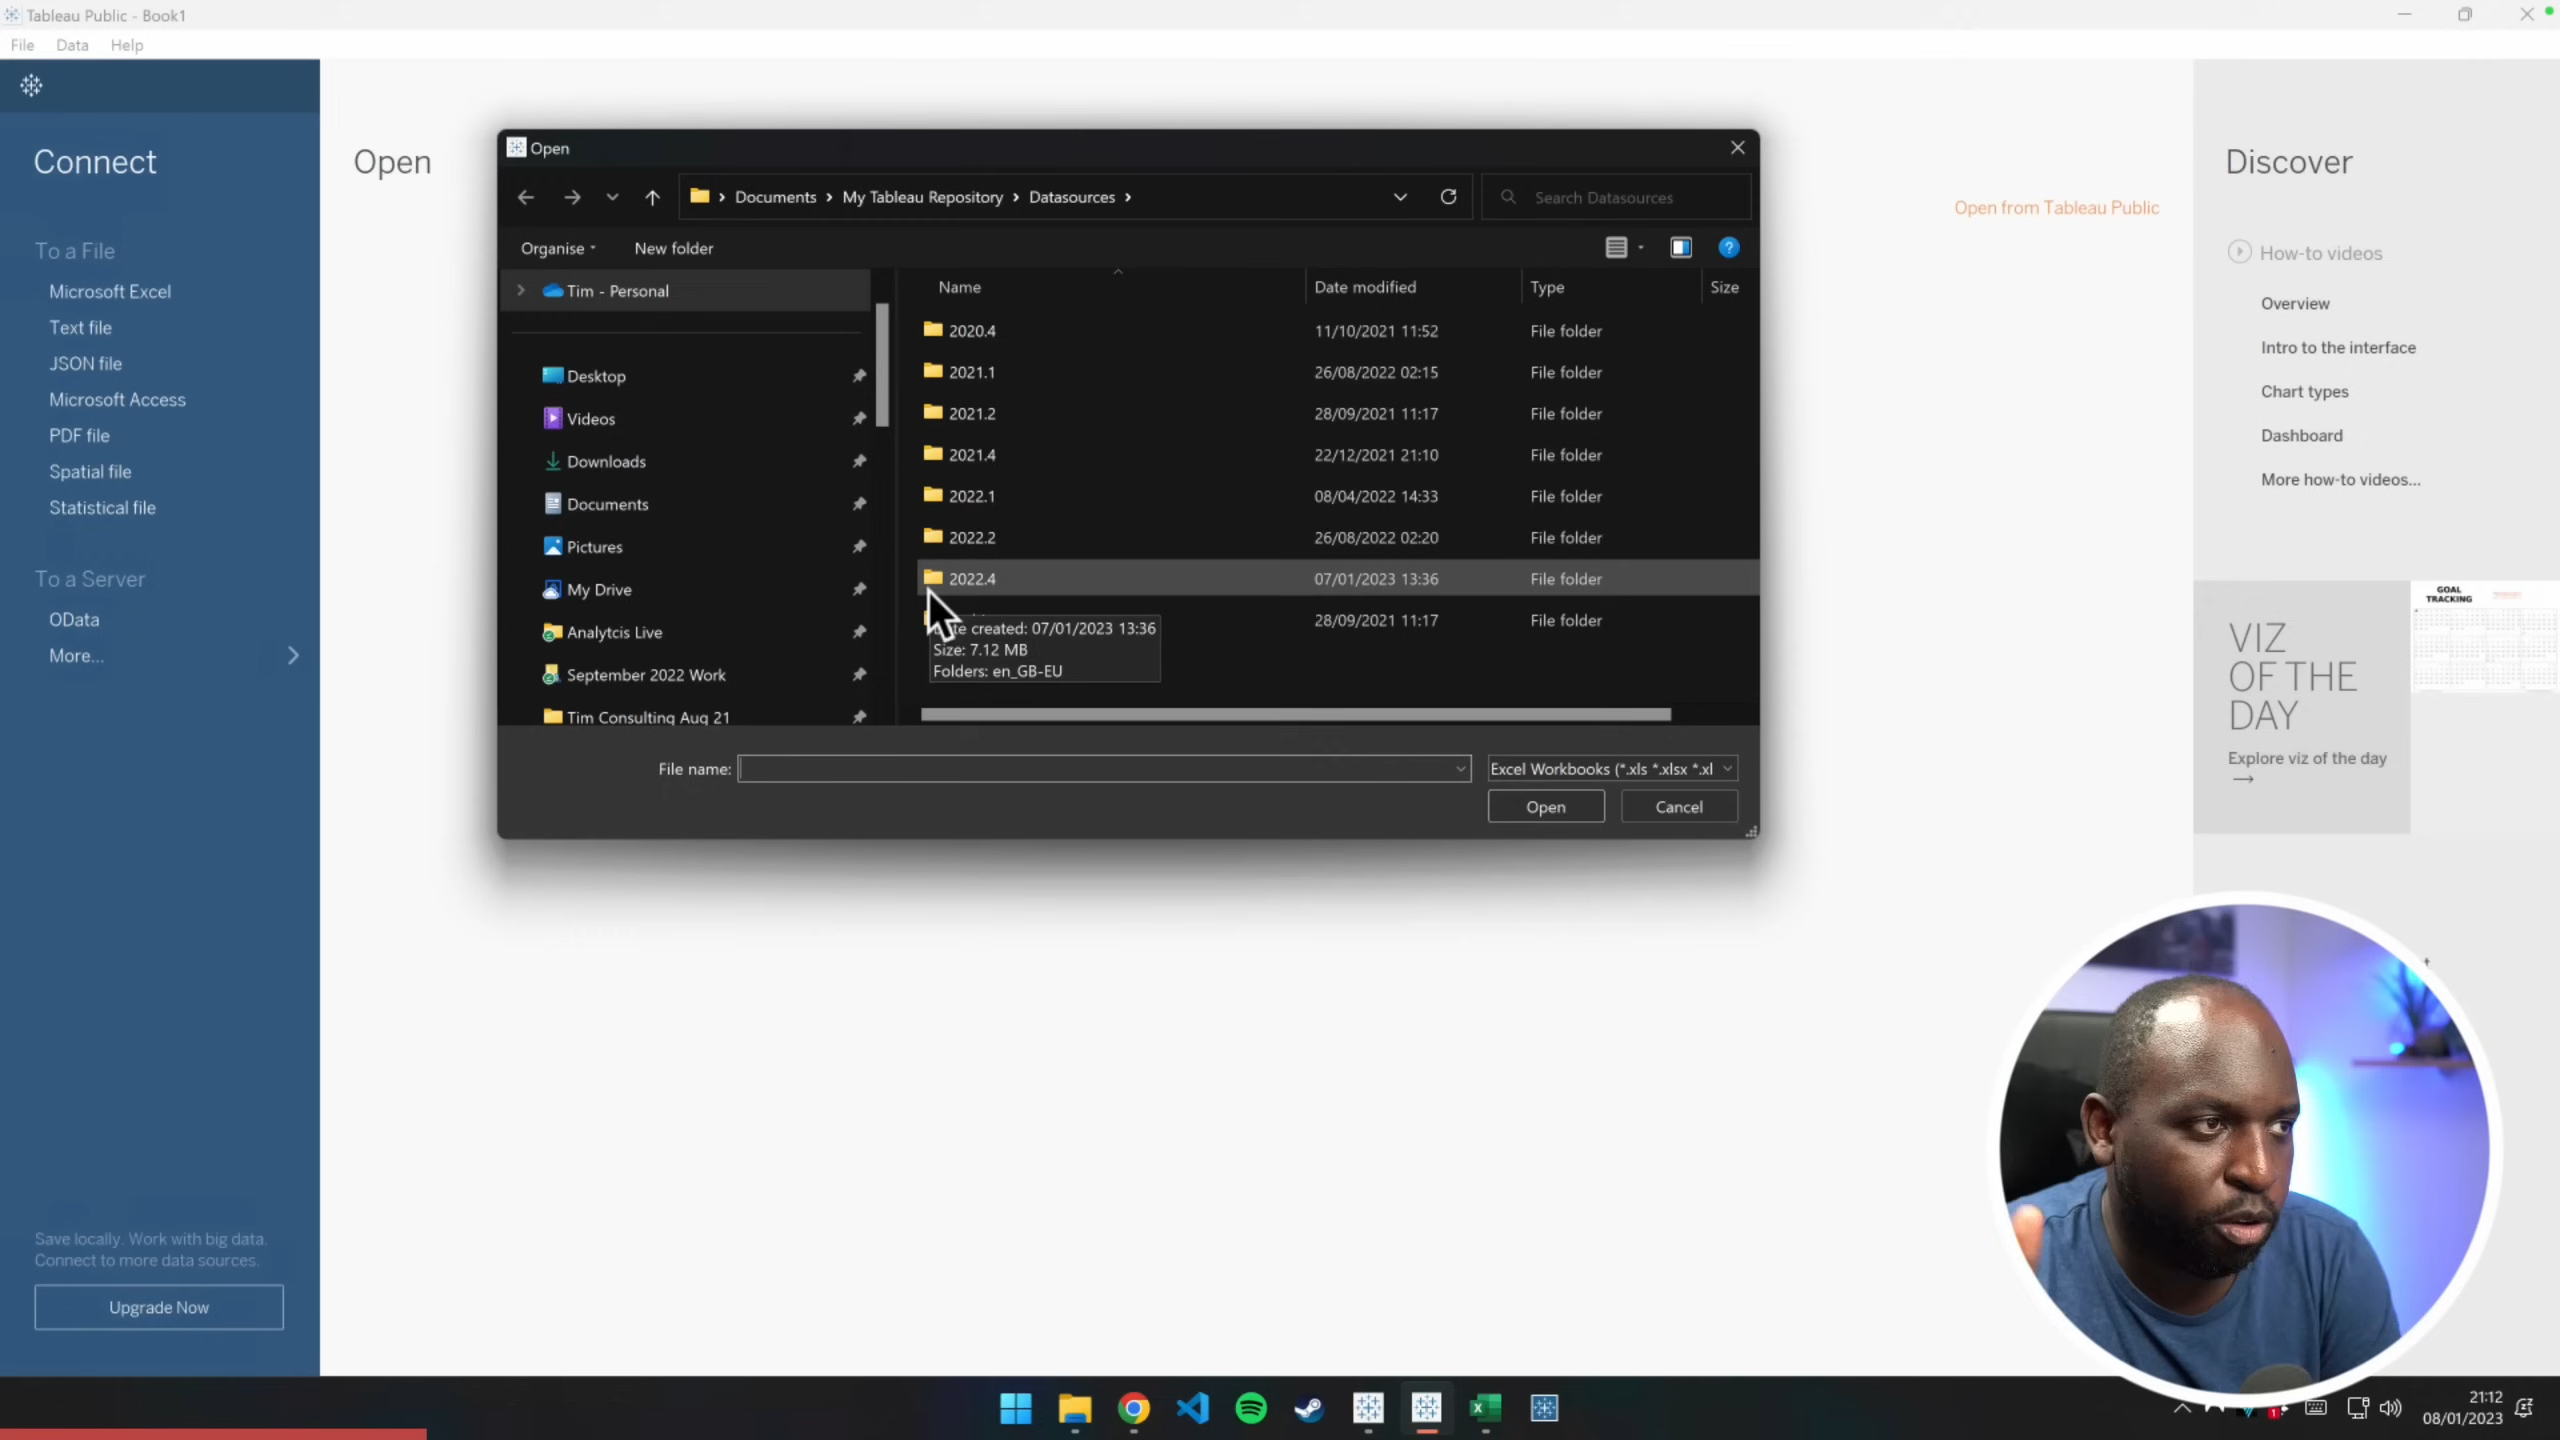 Tableau Public - Book1
File Data Help
Connect
To a File
Microsoft Excel
Text file
JSON file
Microsoft Access
PDF file
Spatial file
Statistical file
To a Server
OData
More...
Save locally. Work with big data.
Connect to more data sources.
Upgrade Now
Open
Open from Tableau Public
Open
Documents › My Tableau Repository › Datasources ›
Search Datasources
Organise New folder
Tim - Personal
Desktop
Videos
Downloads
Documents
Pictures
My Drive
Analytcis Live
September 2022 Work
Tim Consulting Aug 21
Name Date modified Type Size
2020.4 11/10/2021 11:52 File folder
2021.1 26/08/2022 02:15 File folder
2021.2 28/09/2021 11:17 File folder
2021.4 22/12/2021 21:10 File folder
2022.1 08/04/2022 14:33 File folder
2022.2 26/08/2022 02:20 File folder
2022.4 07/01/2023 13:36 File folder
28/09/2021 11:17 File folder
created: 07/01/2023 13:36
Size: 7.12 MB
Folders: en_GB-EU
File name: Excel Workbooks (*.xls *.xlsx *.xl
Open Cancel
Discover
How-to videos
Overview
Intro to the interface
Chart types
Dashboard
More how-to videos...
VIZ
OF THE
DAY
Explore viz of the day
→
GOAL
TRACKING
21:12
08/01/2023